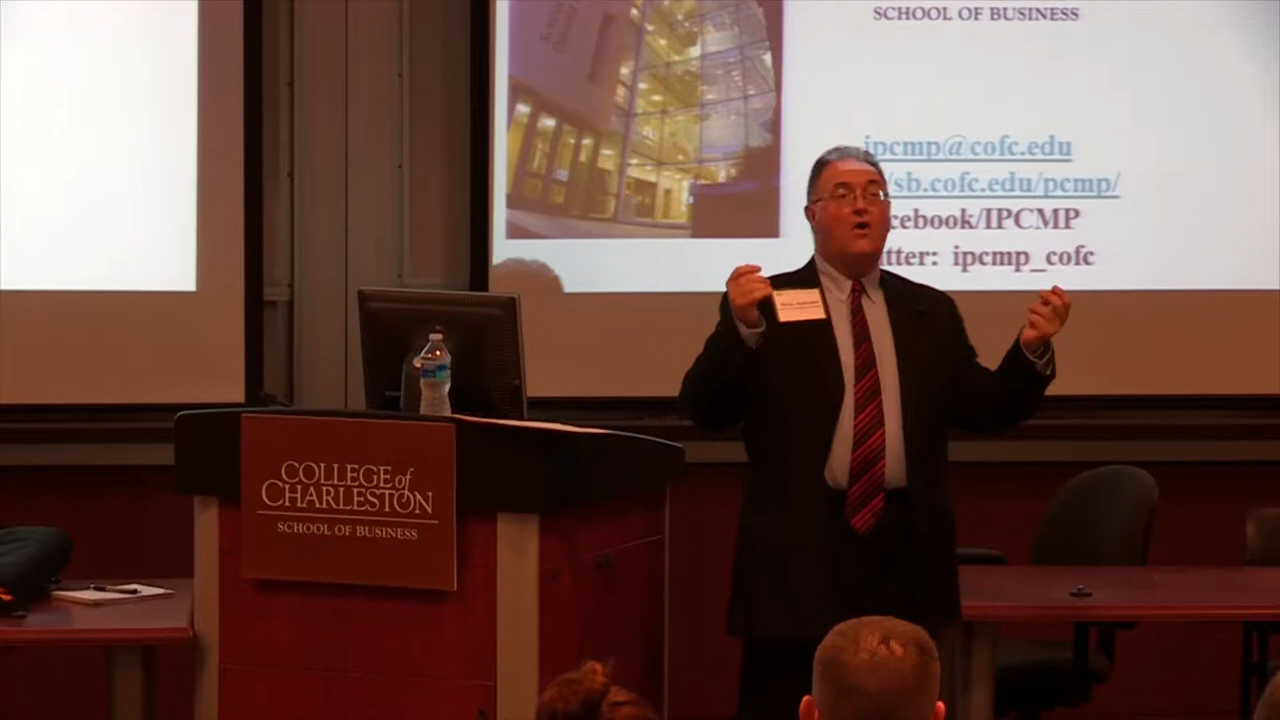 SCHOOL OF BUSINESS
ipcmp@cofc.edu
/sb.cofc.edu/pcmp/
cebook/IPCMP
tter: ipcmp_cofc
COLLEGE of
CHARLESTON
SCHOOL OF BUSINESS